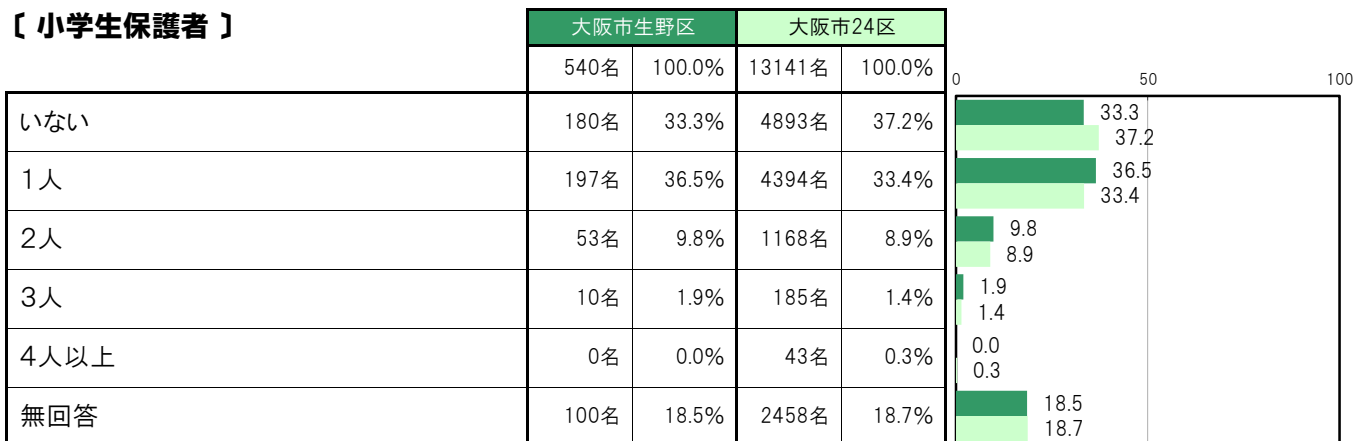 〔 小学生保護者 〕
大阪市生野区 大阪市24区
540名 100.0% 13141名 100.0%
0 50 100
いない 180名 33.3% 4893名 37.2% 33.3
37.2
1人 197名 36.5% 4394名 33.4% 36.5
33.4
2人 53名 9.8% 1168名 8.9% 9.8
8.9
3人 10名 1.9% 185名 1.4% 1.9
1.4
4人以上 0名 0.0% 43名 0.3% 0.0
0.3
無回答 100名 18.5% 2458名 18.7% 18.5
18.7